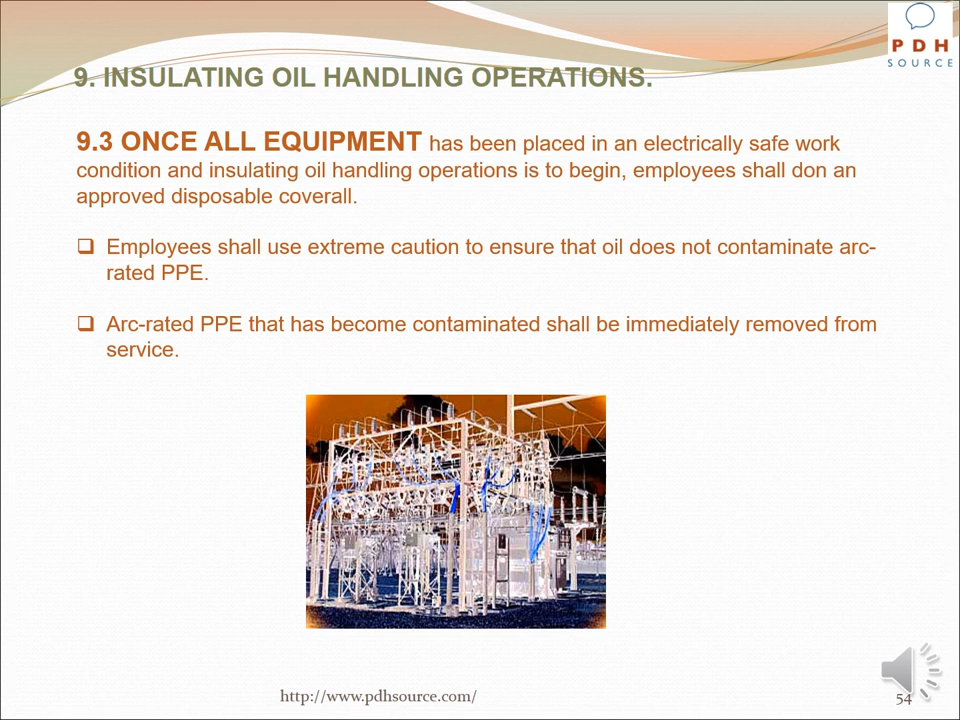 PDH
SOURCE
9. INSULATING OIL HANDLING OPERATIONS.
9.3 ONCE ALL EQUIPMENT has been placed in an electrically safe work
condition and insulating oil handling operations is to begin, employees shall don an
approved disposable coverall.
Employees shall use extreme caution to ensure that oil does not contaminate arc-
rated PPE.
Arc-rated PPE that has become contaminated shall be immediately removed from
service.
http://www.pdhsource.com/
54